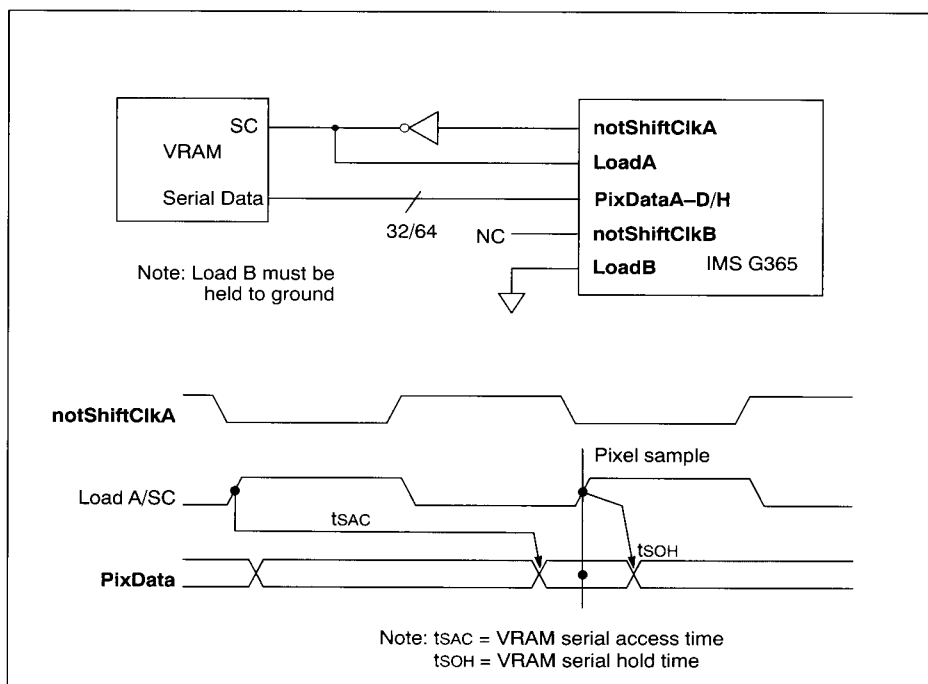 SC
notShiftClkA
VRAM
LoadA
Serial Data
PixDataA–D/H
32/64
NC
notShiftClkB
LoadB
IMS G365
Note: Load B must be
held to ground
notShiftClkA
Pixel sample
Load A/SC
tSAC
tSOH
PixData
Note: tSAC = VRAM serial access time
tSOH = VRAM serial hold time